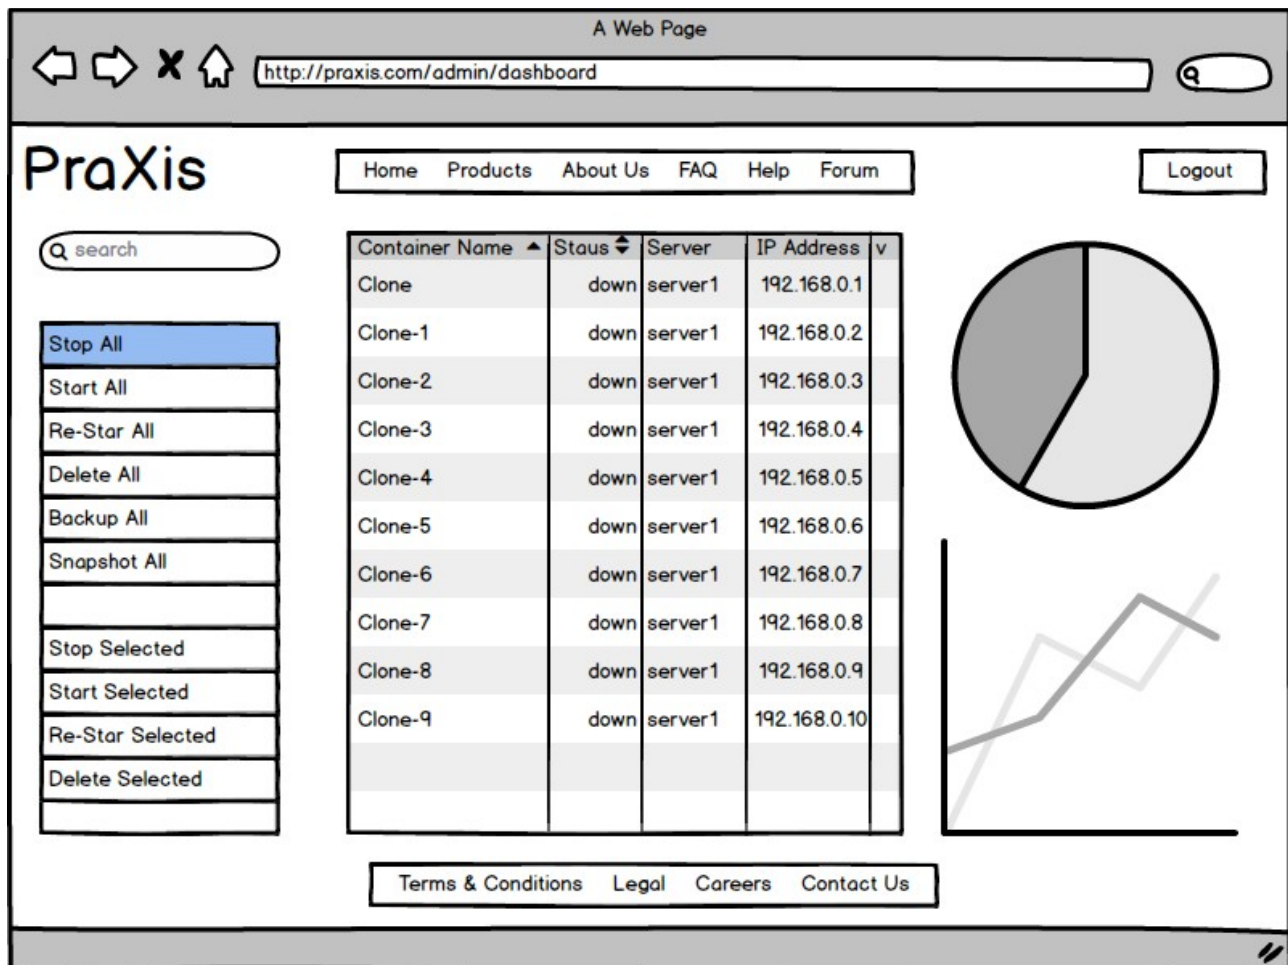 A Web Page
http://praxis.com/admin/dashboard
PraXis
Home Products About Us FAQ Help Forum
Logout
search
Stop All
Start All
Re-Star All
Delete All
Backup All
Snapshot All
Stop Selected
Start Selected
Re-Star Selected
Delete Selected
Container Name Staus Server IP Address v
Clone down server1 192.168.0.1
Clone-1 down server1 192.168.0.2
Clone-2 down server1 192.168.0.3
Clone-3 down server1 192.168.0.4
Clone-4 down server1 192.168.0.5
Clone-5 down server1 192.168.0.6
Clone-6 down server1 192.168.0.7
Clone-7 down server1 192.168.0.8
Clone-8 down server1 192.168.0.9
Clone-9 down server1 192.168.0.10
Terms & Conditions Legal Careers Contact Us